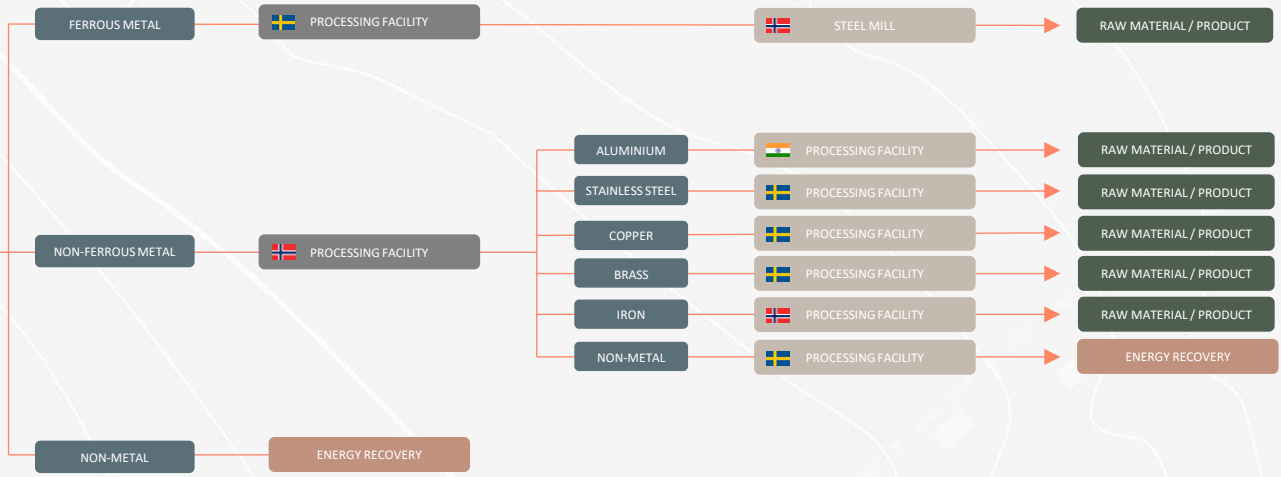 FERROUS METAL
PROCESSING FACILITY
STEEL MILL
RAW MATERIAL / PRODUCT
ALUMINIUM
PROCESSING FACILITY
RAW MATERIAL / PRODUCT
STAINLESS STEEL
PROCESSING FACILITY
RAW MATERIAL / PRODUCT
COPPER
PROCESSING FACILITY
RAW MATERIAL / PRODUCT
NON-FERROUS METAL
PROCESSING FACILITY
BRASS
PROCESSING FACILITY
RAW MATERIAL / PRODUCT
IRON
PROCESSING FACILITY
RAW MATERIAL / PRODUCT
NON-METAL
PROCESSING FACILITY
ENERGY RECOVERY
NON-METAL
ENERGY RECOVERY